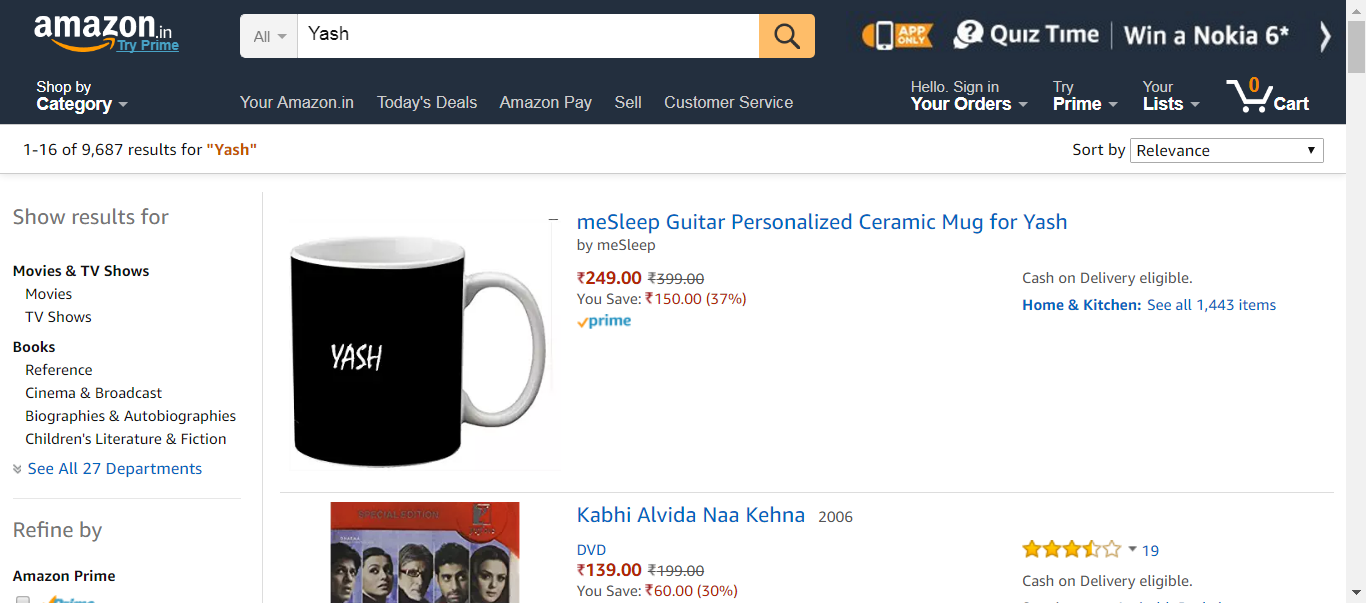 amazon.in
Try Prime
All
Yash
APP ONLY
Quiz Time
Win a Nokia 6*
Shop by
Category
Your Amazon.in Today's Deals Amazon Pay Sell Customer Service
Hello. Sign in
Your Orders
Try
Prime
Your
Lists
0
Cart
1-16 of 9,687 results for "Yash"
Sort by Relevance
Show results for
Movies & TV Shows
Movies
TV Shows
Books
Reference
Cinema & Broadcast
Biographies & Autobiographies
Children's Literature & Fiction
See All 27 Departments
Refine by
Amazon Prime
Prime
YASH
meSleep Guitar Personalized Ceramic Mug for Yash
by meSleep
₹249.00 ₹399.00
You Save: ₹150.00 (37%)
prime
Cash on Delivery eligible.
Home & Kitchen: See all 1,443 items
SPECIAL EDITION
Kabhi Alvida Naa Kehna 2006
DVD
₹139.00 ₹199.00
You Save: ₹60.00 (30%)
19
Cash on Delivery eligible.